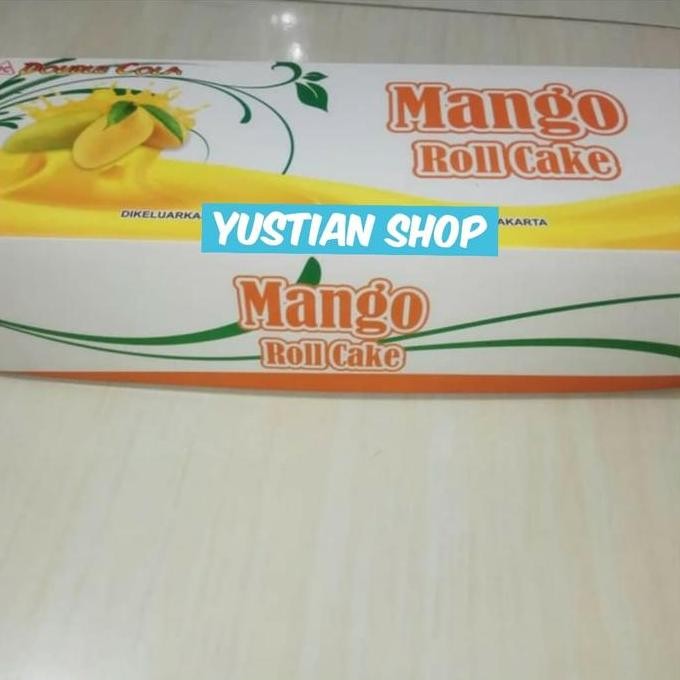 DOUBLE COLA
Mango
Roll Cake
DIKELUARKA
AKARTA
YUSTIAN SHOP
Mango
Roll Cake